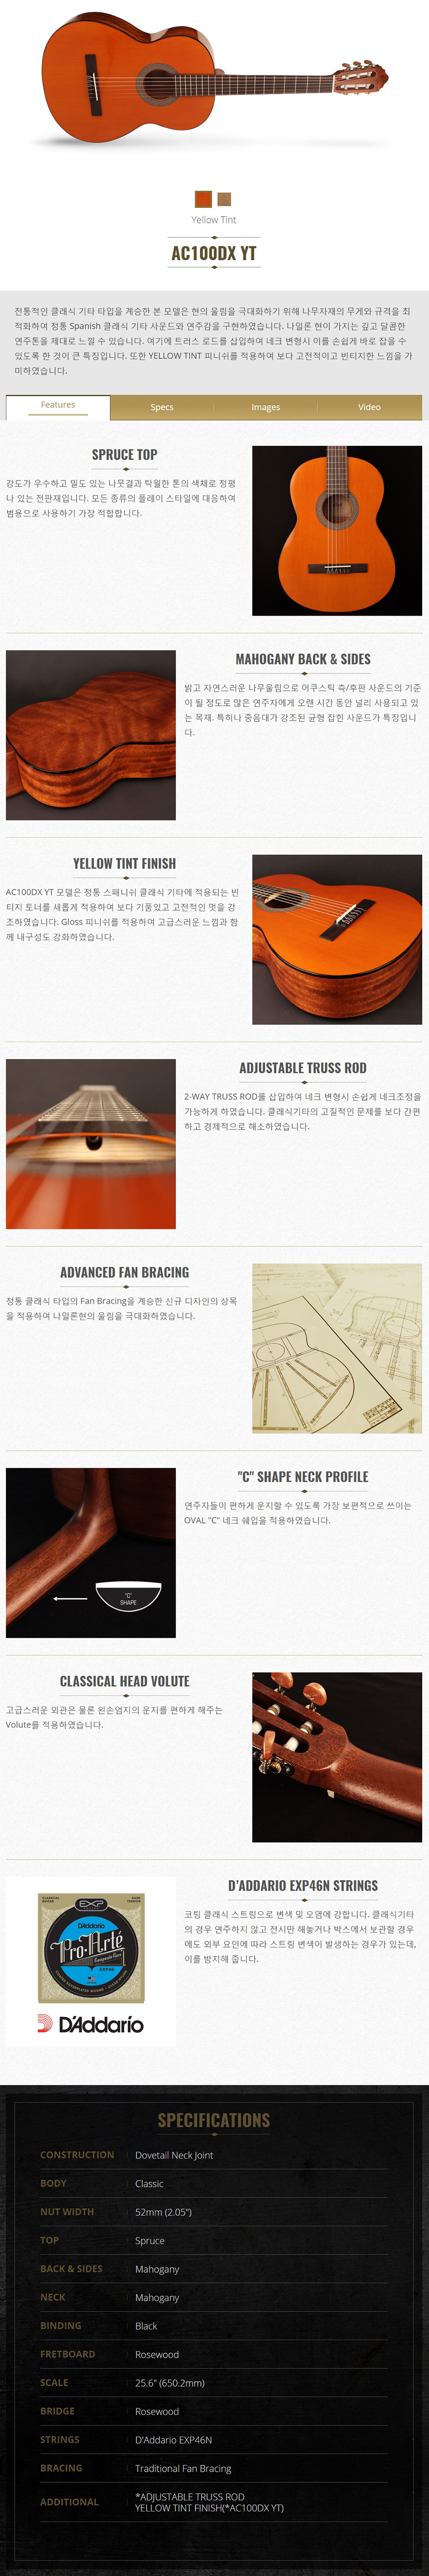 Yellow Tint
AC100DX YT
전통적인 클래식 기타 타입을 계승한 본 모델은 현의 울림을 극대화하기 위해 나무자재의 무게와 규격을 최
적화하여 정통 Spanish 클래식 기타 사운드와 연주감을 구현하였습니다. 나일론 현이 가지는 깊고 달콤한
연주톤을 제대로 느낄 수 있습니다. 여기에 트러스 로드를 삽입하여 네크 변형시 이를 손쉽게 바로 잡을 수
있도록 한 것이 큰 특징입니다. 또한 YELLOW TINT 피니쉬를 적용하여 보다 고전적이고 빈티지한 느낌을 가
미하였습니다.
Features
Specs
Images
Video
SPRUCE TOP
강도가 우수하고 밀도 있는 나뭇결과 탁월한 톤의 색채로 정평
나 있는 전판재입니다. 모든 종류의 플레이 스타일에 대응하여
범용으로 사용하기 가장 적합합니다.
MAHOGANY BACK & SIDES
밝고 자연스러운 나무울림으로 어쿠스틱 측/후판 사운드의 기준
이 될 정도로 많은 연주자에게 오랜 시간 동안 널리 사용되고 있
는 목재. 특히나 중음대가 강조된 균형 잡힌 사운드가 특징입니
다.
YELLOW TINT FINISH
AC100DX YT 모델은 정통 스패니쉬 클래식 기타에 적용되는 빈
티지 토너를 새롭게 적용하여 보다 기품있고 고전적인 멋을 강
조하였습니다. Gloss 피니쉬를 적용하여 고급스러운 느낌과 함
께 내구성도 강화하였습니다.
ADJUSTABLE TRUSS ROD
2-WAY TRUSS ROD를 삽입하여 네크 변형시 손쉽게 네크조정을
가능하게 하였습니다. 클래식기타의 고질적인 문제를 보다 간편
하고 경제적으로 해소하였습니다.
ADVANCED FAN BRACING
정통 클래식 타입의 Fan Bracing을 계승한 신규 디자인의 상목
을 적용하여 나일론현의 울림을 극대화하였습니다.
"C" SHAPE NECK PROFILE
연주자들이 편하게 운지할 수 있도록 가장 보편적으로 쓰이는
OVAL "C" 네크 쉐입을 적용하였습니다.
"C"
SHAPE
CLASSICAL HEAD VOLUTE
고급스러운 외관은 물론 왼손엄지의 운지를 편하게 해주는
Volute를 적용하였습니다.
D'ADDARIO EXP46N STRINGS
코팅 클래식 스트링으로 변색 및 오염에 강합니다. 클래식기타
의 경우 연주하지 않고 전시만 해놓거나 박스에서 보관할 경우
에도 외부 요인에 따라 스트링 변색이 발생하는 경우가 있는데,
이를 방지해 줍니다.
EXP
D'Addario
Pro·Arté
EXP46
D'Addario
SPECIFICATIONS
CONSTRUCTION Dovetail Neck Joint
BODY Classic
NUT WIDTH 52mm (2.05")
TOP Spruce
BACK & SIDES Mahogany
NECK Mahogany
BINDING Black
FRETBOARD Rosewood
SCALE 25.6" (650.2mm)
BRIDGE Rosewood
STRINGS D'Addario EXP46N
BRACING Traditional Fan Bracing
ADDITIONAL *ADJUSTABLE TRUSS ROD
YELLOW TINT FINISH(*AC100DX YT)